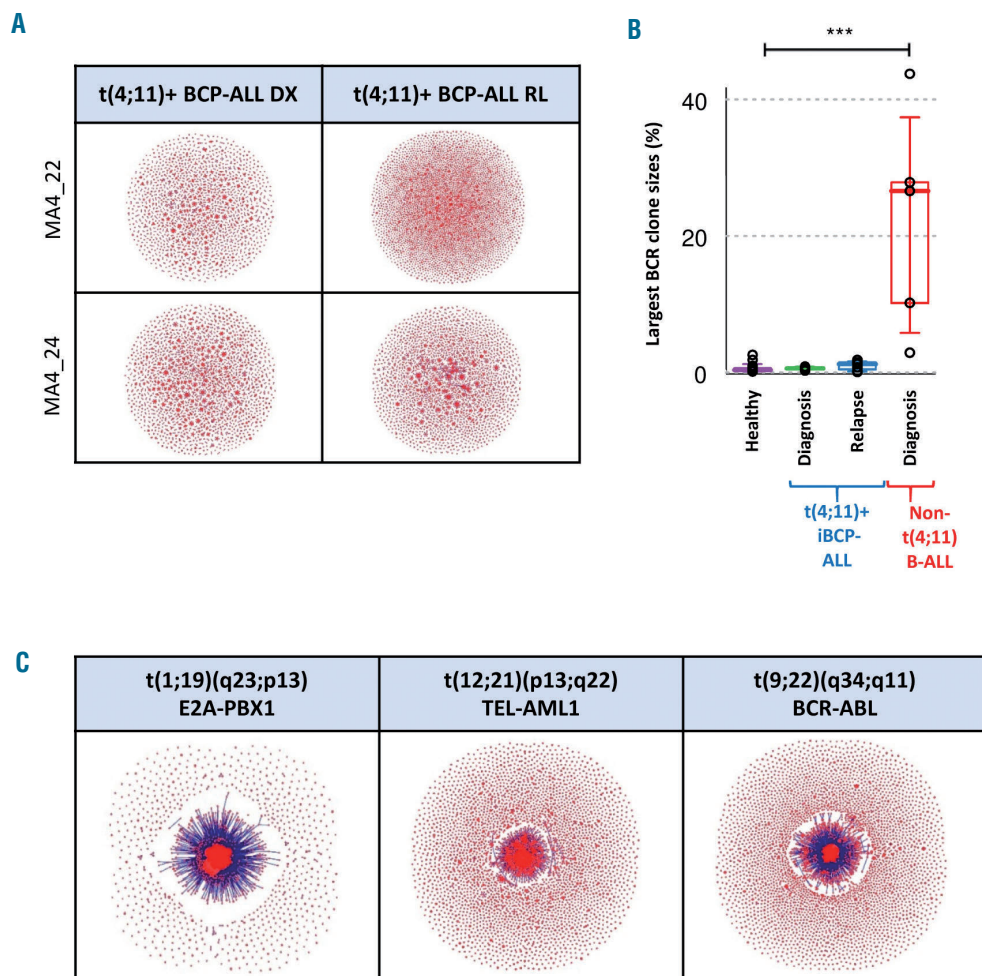 A
t(4;11)+ BCP-ALL DX
t(4;11)+ BCP-ALL RL
MA4_22
MA4_24
B
***
Largest BCR clone sizes (%)
40
20
0
Healthy
Diagnosis
Relapse
Diagnosis
t(4;11)+
iBCP-
ALL
Non-
t(4;11)
B-ALL
C
t(1;19)(q23;p13)
E2A-PBX1
t(12;21)(p13;q22)
TEL-AML1
t(9;22)(q34;q11)
BCR-ABL